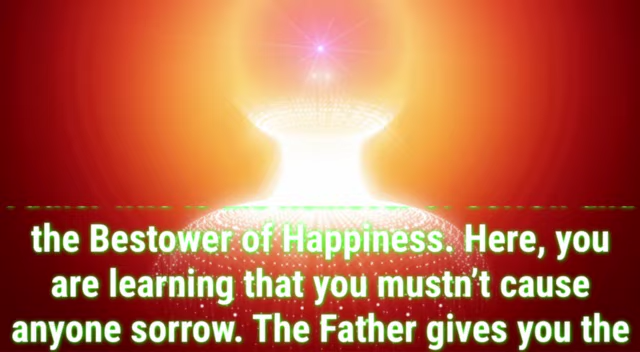 the Bestower of Happiness. Here, you
are learning that you mustn’t cause
anyone sorrow. The Father gives you the